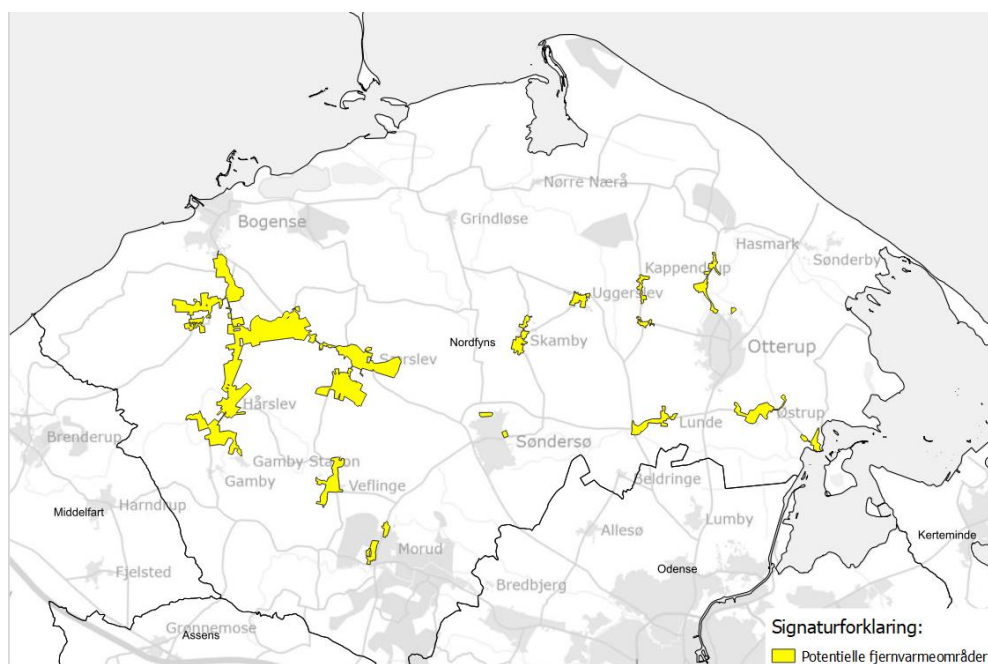 Nørre Nærå
Bogense
Grindløse
Hasmark
Sønderby
Kappendrup
Uggerslev
Nordfyns
Skamby
Otterup
Særslev
Hårslev
Lunde
Østrup
Brenderup
Søndersø
Gamby Station
Gamby
Veflinge
Beldringe
Middelfart
Harndrup
Allesø
Lumby
Kerteminde
Morud
Fjelsted
Bredbjerg
Odense
Grønnemose
Assens
Signaturforklaring:
Potentielle fjernvarmeområder